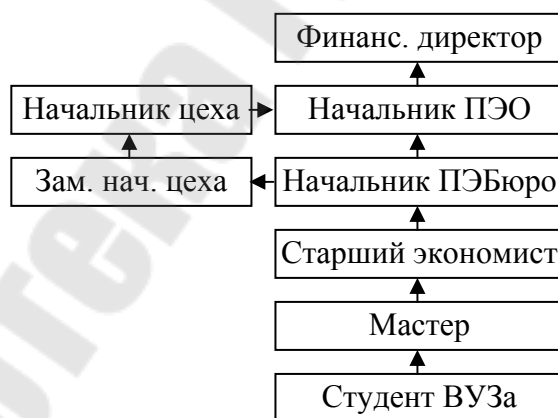 Финанс. директор
Начальник цеха
Начальник ПЭО
Зам. нач. цеха
Начальник ПЭБюро
Старший экономист
Мастер
Студент ВУЗа